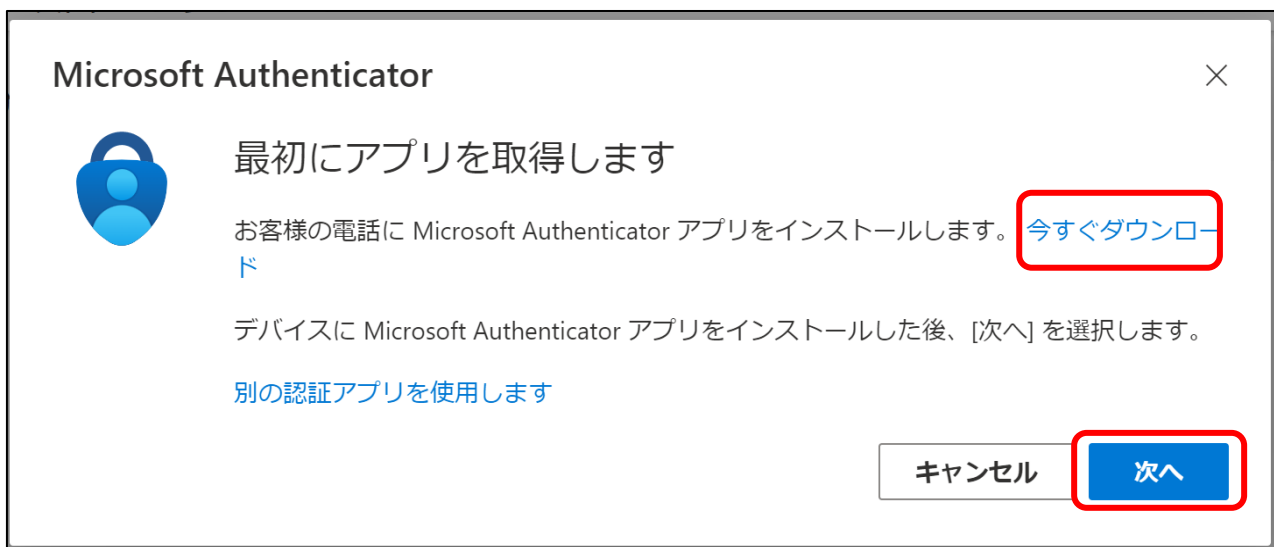 Microsoft Authenticator
最初にアプリを取得します
お客様の電話に Microsoft Authenticator アプリをインストールします。 今すぐダウンロー
ド
デバイスに Microsoft Authenticator アプリをインストールした後、[次へ] を選択します。
別の認証アプリを使用します
キャンセル 次へ